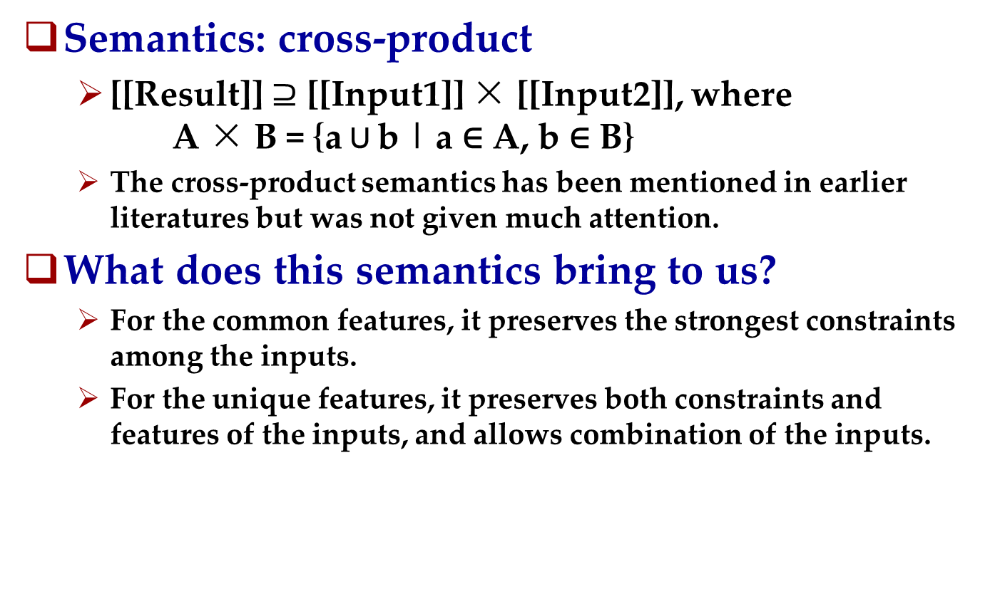 ❑ Semantics: cross-product
➢ [[Result]] ⊇ [[Input1]] × [[Input2]], where
A × B = {a ∪ b | a ∈ A, b ∈ B}
➢ The cross-product semantics has been mentioned in earlier
literatures but was not given much attention.
❑ What does this semantics bring to us?
➢ For the common features, it preserves the strongest constraints
among the inputs.
➢ For the unique features, it preserves both constraints and
features of the inputs, and allows combination of the inputs.